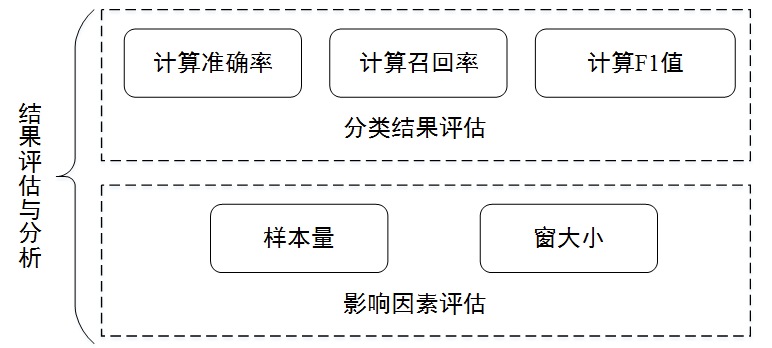 结果评估与分析
计算准确率
计算召回率
计算F1值
分类结果评估
样本量
窗大小
影响因素评估